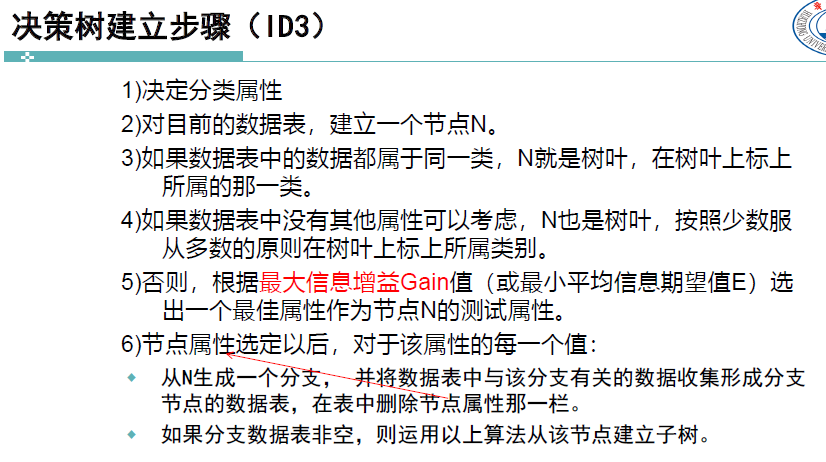 决策树建立步骤（ID3）
1)决定分类属性
2)对目前的数据表，建立一个节点N。
3)如果数据表中的数据都属于同一类，N就是树叶，在树叶上标上
所属的那一类。
4)如果数据表中没有其他属性可以考虑，N也是树叶，按照少数服
从多数的原则在树叶上标上所属类别。
5)否则，根据最大信息增益Gain值（或最小平均信息期望值E）选
出一个最佳属性作为节点N的测试属性。
6)节点属性选定以后，对于该属性的每一个值：
从N生成一个分支， 并将数据表中与该分支有关的数据收集形成分支
节点的数据表，在表中删除节点属性那一栏。
如果分支数据表非空，则运用以上算法从该节点建立子树。